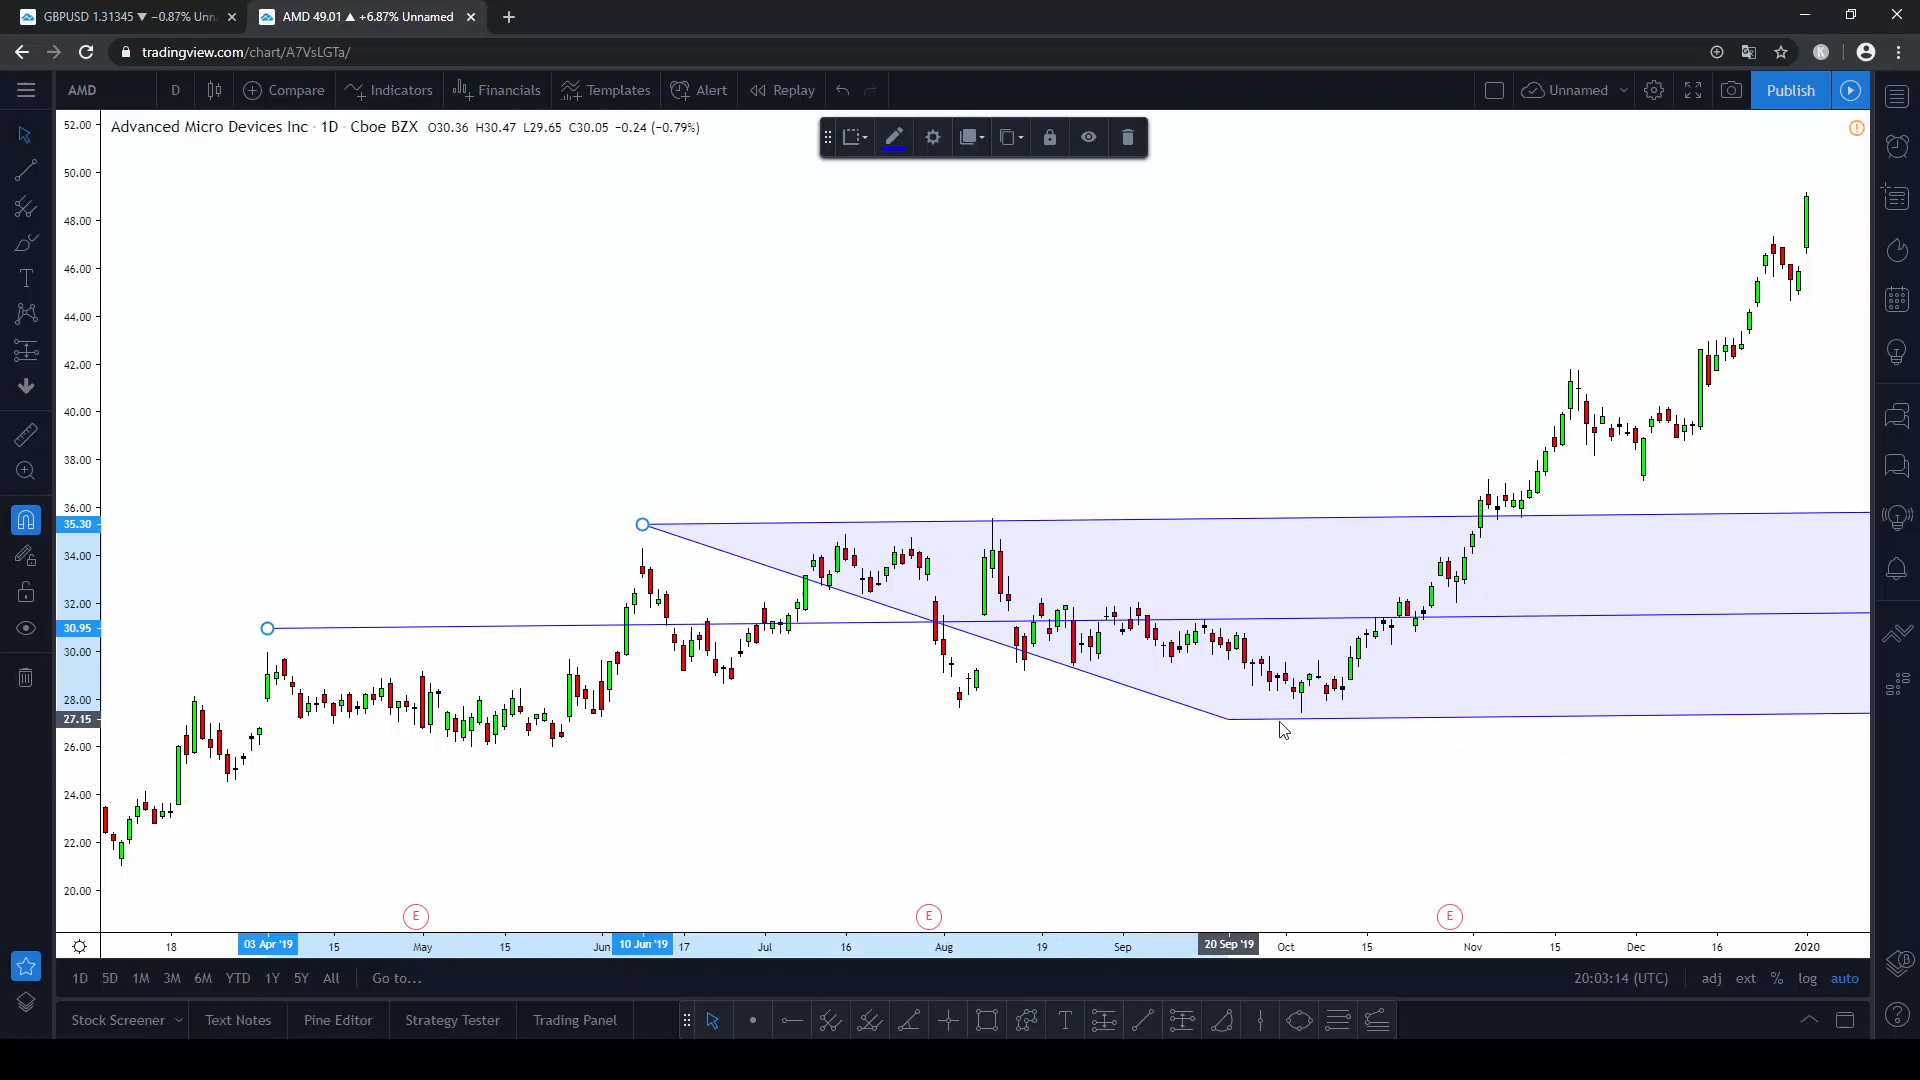 GBPUSD 1.31345 ▼ −0.87% Unn
AMD 49.01 ▲ +6.87% Unnamed
tradingview.com/chart/A7VsLGTa/
K
AMD D Compare Indicators Financials Templates Alert Replay Unnamed Publish
Advanced Micro Devices Inc · 1D · Cboe BZX O30.36 H30.47 L29.65 C30.05 −0.24 (−0.79%)
52.00
50.00
48.00
46.00
44.00
42.00
40.00
38.00
36.00
35.30
34.00
32.00
30.95
30.00
28.00
27.15
26.00
24.00
22.00
20.00
E E E
18 03 Apr '19 15 May 15 Jun 10 Jun '19 17 Jul 16 Aug 19 Sep 20 Sep '19 Oct 15 Nov 15 Dec 16 2020
1D 5D 1M 3M 6M YTD 1Y 5Y All Go to... 20:03:14 (UTC) adj ext % log auto
Stock Screener Text Notes Pine Editor Strategy Tester Trading Panel